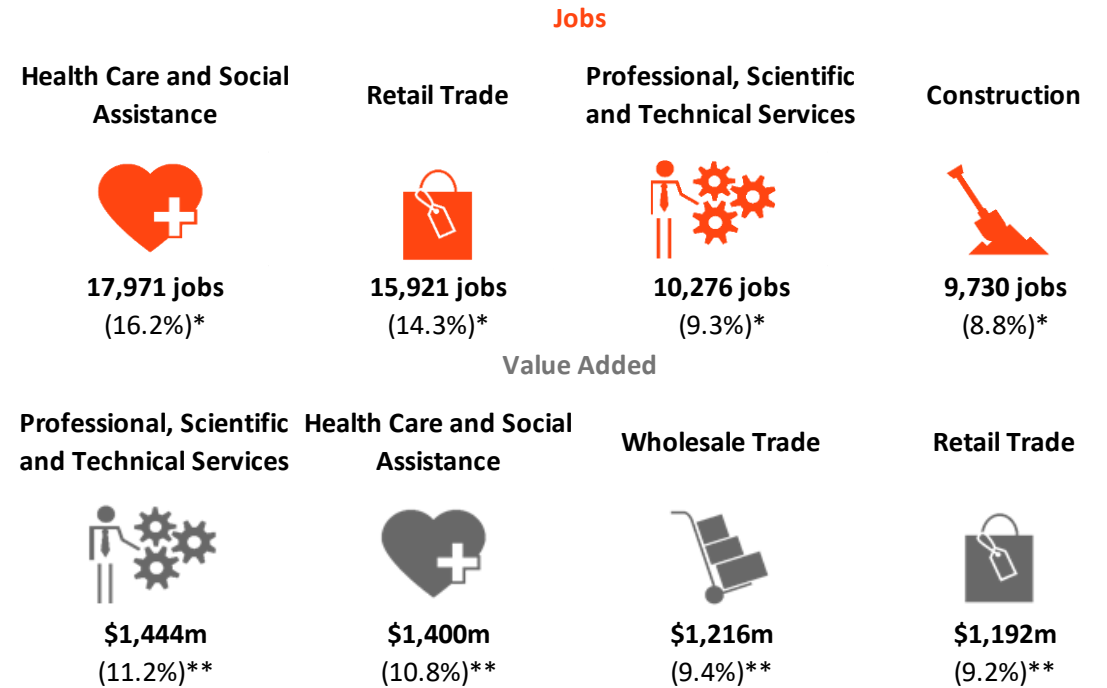 Jobs
Health Care and Social
Assistance
Retail Trade
Professional, Scientific
and Technical Services
Construction
17,971 jobs
(16.2%)*
15,921 jobs
(14.3%)*
10,276 jobs
(9.3%)*
9,730 jobs
(8.8%)*
Value Added
Professional, Scientific
and Technical Services
Health Care and Social
Assistance
Wholesale Trade
Retail Trade
$1,444m
(11.2%)**
$1,400m
(10.8%)**
$1,216m
(9.4%)**
$1,192m
(9.2%)**